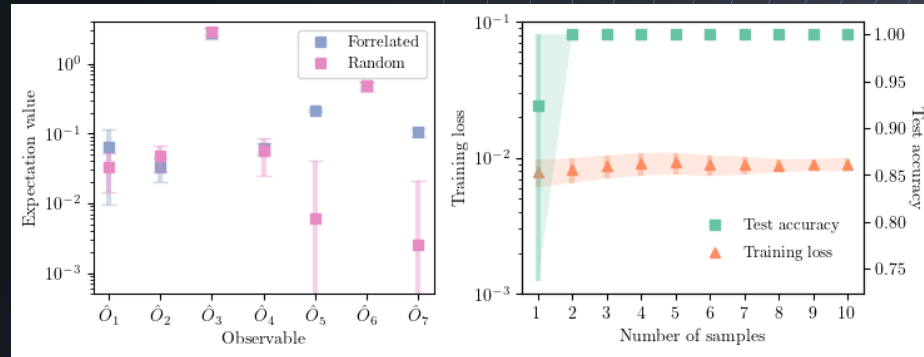 Expectation value
10⁰
10⁻¹
10⁻²
10⁻³
Forrelated
Random
Ô₁ Ô₂ Ô₃ Ô₄ Ô₅ Ô₆ Ô₇
Observable
Training loss
10⁻¹
10⁻²
10⁻³
Test accuracy
Training loss
1 2 3 4 5 6 7 8 9 10
Number of samples
1.00
0.95
0.90
0.85
0.80
0.75
Test accuracy